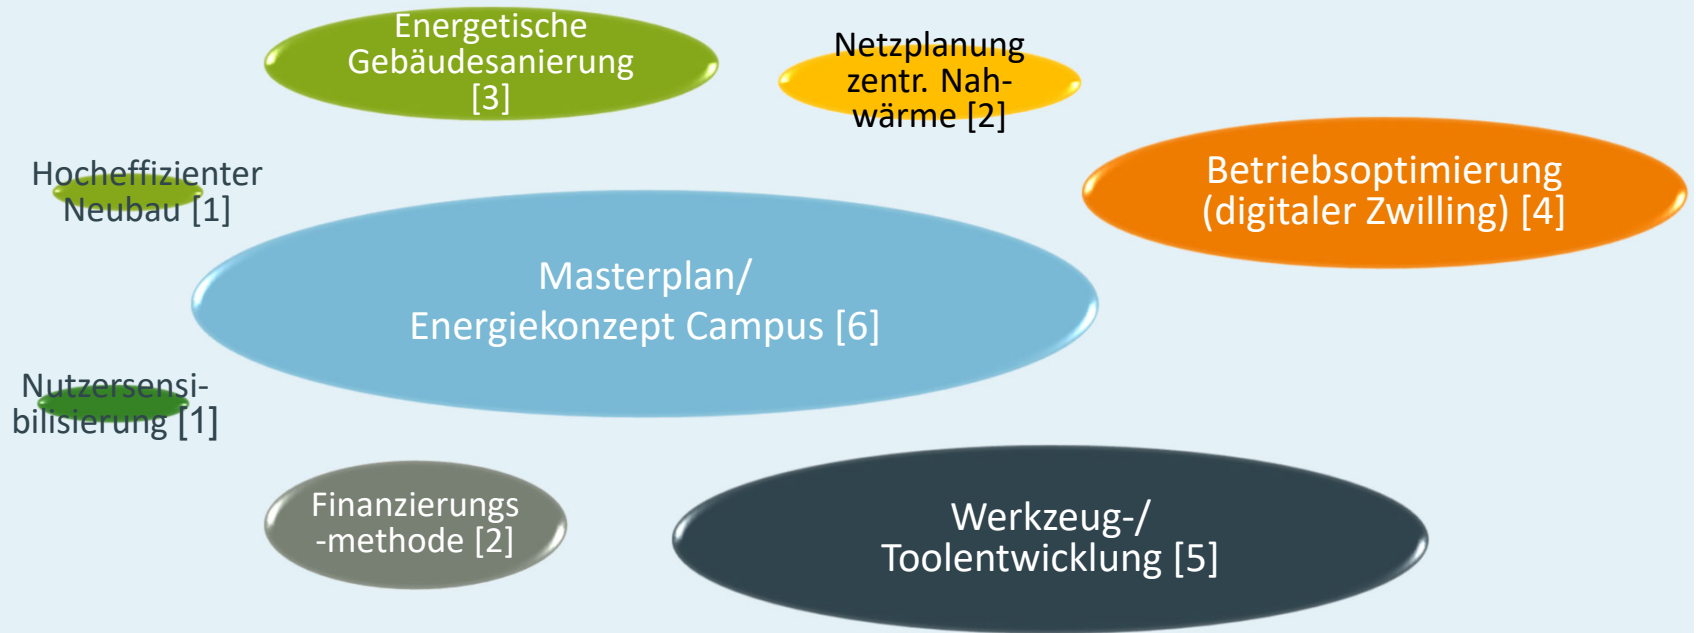 Energetische
Gebäudesanierung
[3]
Netzplanung
zentr. Nah-
wärme [2]
Hocheffizienter
Neubau [1]
Betriebsoptimierung
(digitaler Zwilling) [4]
Masterplan/
Energiekonzept Campus [6]
Nutzersensi-
bilisierung [1]
Finanzierungs
-methode [2]
Werkzeug-/
Toolentwicklung [5]